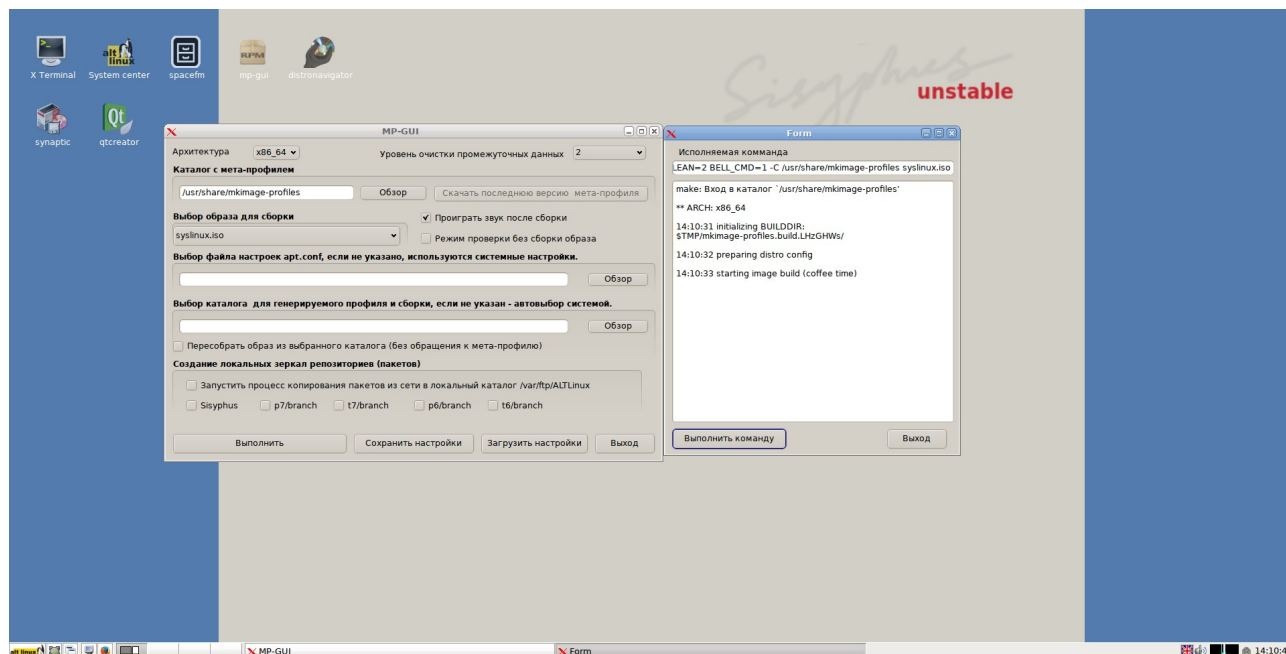 X Terminal
System center
spacefm
mp-gui
distronavigator
synaptic
qtcreator
alt linux
RPM
Qt
Sisyphus
unstable
MP-GUI
Архитектура x86_64 Уровень очистки промежуточных данных 2
Каталог с мета-профилем
/usr/share/mkimage-profiles Обзор Скачать последнюю версию мета-профиля
Выбор образа для сборки Проиграть звук после сборки
syslinux.iso Режим проверки без сборки образа
Выбор файла настроек apt.conf, если не указано, используются системные настройки.
Обзор
Выбор каталога для генерируемого профиля и сборки, если не указан - автовыбор системой.
Обзор
Пересобрать образ из выбранного каталога (без обращения к мета-профилю)
Создание локальных зеркал репозиториев (пакетов)
Запустить процесс копирования пакетов из сети в локальный каталог /var/ftp/ALTLinux
Sisyphus p7/branch t7/branch p6/branch t6/branch
Выполнить Сохранить настройки Загрузить настройки Выход
Form
Исполняемая комманда
LEAN=2 BELL_CMD=1 -C /usr/share/mkimage-profiles syslinux.iso
make: Вход в каталог `/usr/share/mkimage-profiles'
** ARCH: x86_64
14:10:31 initializing BUILDDIR:
$TMP/mkimage-profiles.build.LHzGHWs/
14:10:32 preparing distro config
14:10:33 starting image build (coffee time)
Выполнить команду Выход
alt linux MP-GUI Form